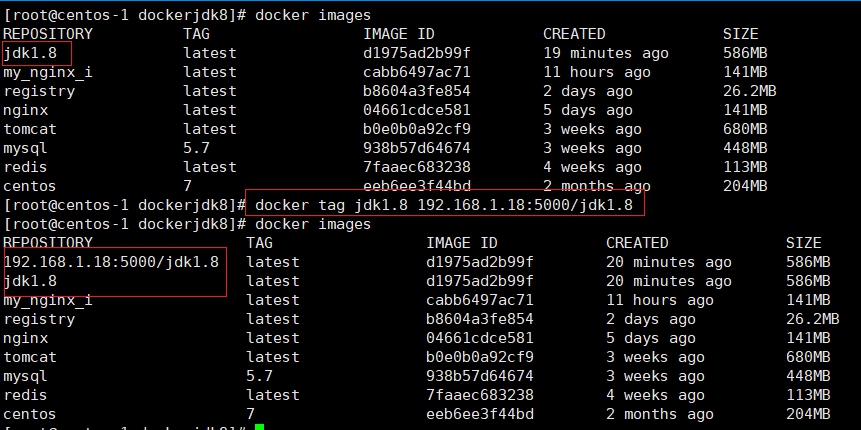 [root@centos-1 dockerjdk8]# docker images
REPOSITORY TAG IMAGE ID CREATED SIZE
jdk1.8 latest d1975ad2b99f 19 minutes ago 586MB
my_nginx_i latest cabb6497ac71 11 hours ago 141MB
registry latest b8604a3fe854 2 days ago 26.2MB
nginx latest 04661cdce581 5 days ago 141MB
tomcat latest b0e0b0a92cf9 3 weeks ago 680MB
mysql 5.7 938b57d64674 3 weeks ago 448MB
redis latest 7faaec683238 4 weeks ago 113MB
centos 7 eeb6ee3f44bd 2 months ago 204MB
[root@centos-1 dockerjdk8]# docker tag jdk1.8 192.168.1.18:5000/jdk1.8
[root@centos-1 dockerjdk8]# docker images
REPOSITORY TAG IMAGE ID CREATED SIZE
192.168.1.18:5000/jdk1.8 latest d1975ad2b99f 20 minutes ago 586MB
jdk1.8 latest d1975ad2b99f 20 minutes ago 586MB
my_nginx_i latest cabb6497ac71 11 hours ago 141MB
registry latest b8604a3fe854 2 days ago 26.2MB
nginx latest 04661cdce581 5 days ago 141MB
tomcat latest b0e0b0a92cf9 3 weeks ago 680MB
mysql 5.7 938b57d64674 3 weeks ago 448MB
redis latest 7faaec683238 4 weeks ago 113MB
centos 7 eeb6ee3f44bd 2 months ago 204MB
[root@centos-1 dockerjdk8]#